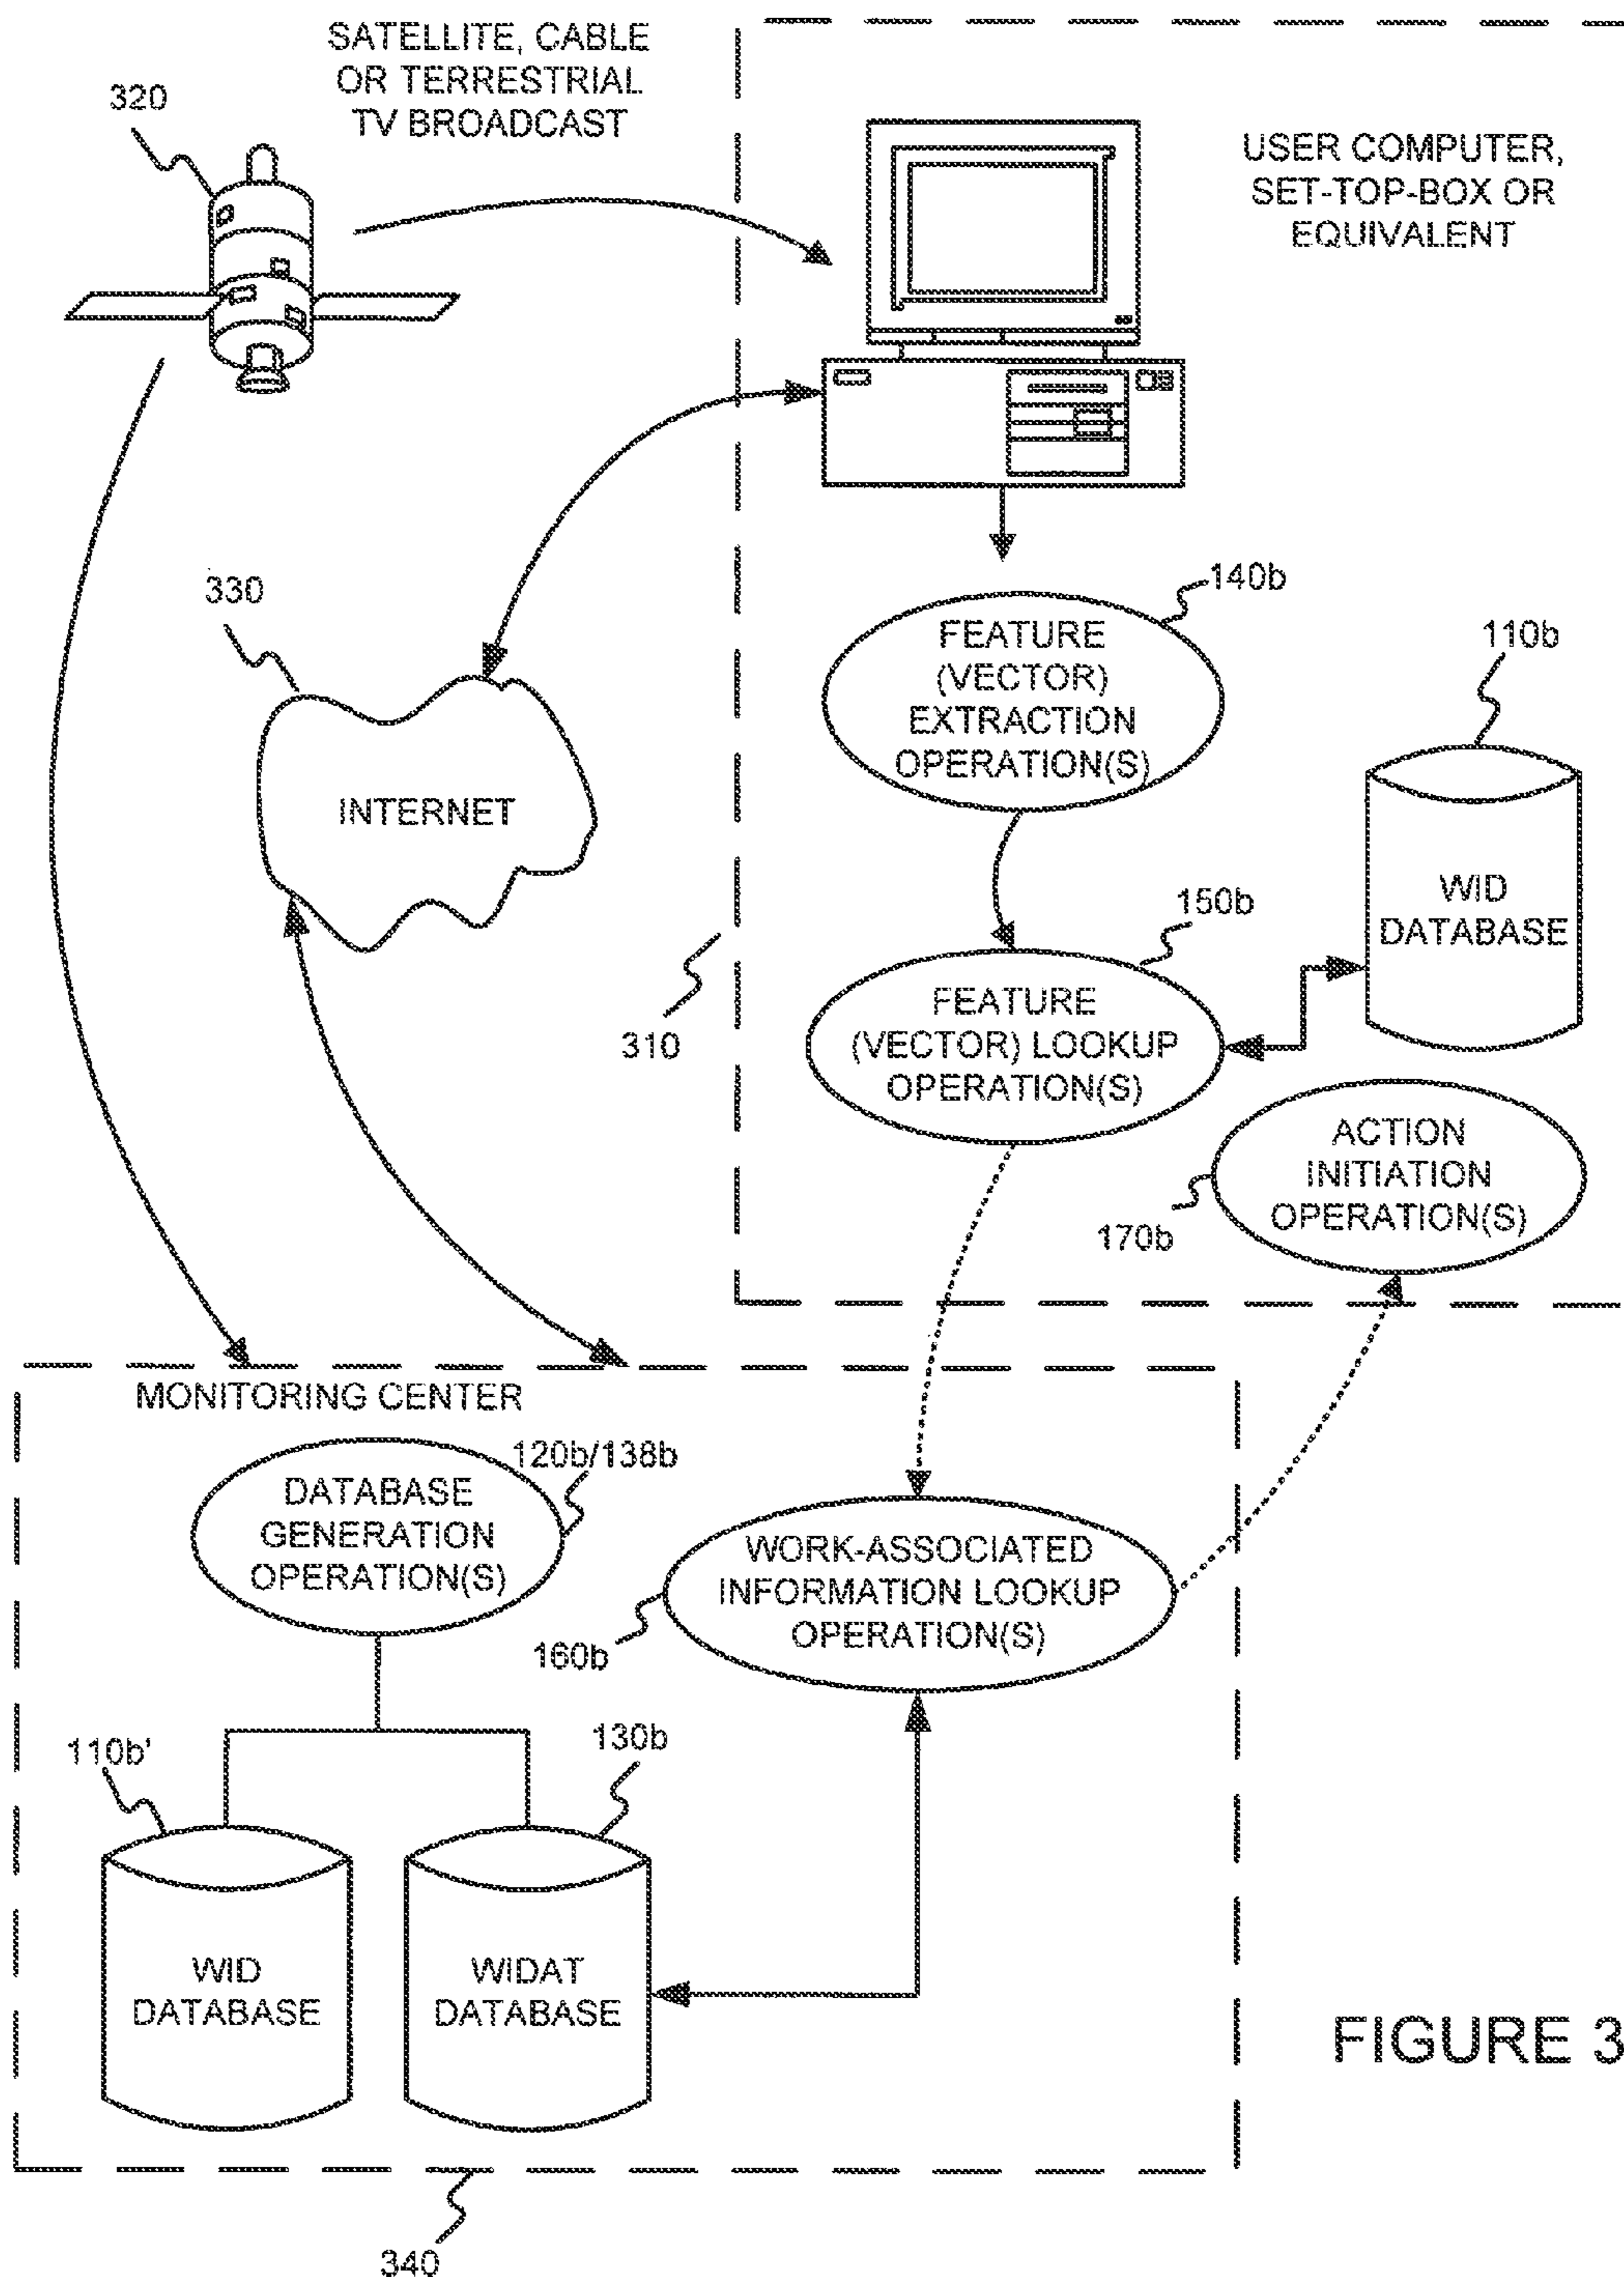 SATELLITE, CABLE
OR TERRESTRIAL
TV BROADCAST
320
USER COMPUTER,
SET-TOP-BOX OR
EQUIVALENT
140b
FEATURE
(VECTOR)
EXTRACTION
OPERATION(S)
330
INTERNET
110b
WID
DATABASE
150b
FEATURE
(VECTOR) LOOKUP
OPERATION(S)
310
ACTION
INITIATION
OPERATION(S)
170b
MONITORING CENTER
120b/138b
DATABASE
GENERATION
OPERATION(S)
WORK-ASSOCIATED
INFORMATION LOOKUP
OPERATION(S)
160b
110b'
130b
WID
DATABASE
WIDAT
DATABASE
FIGURE 3
340